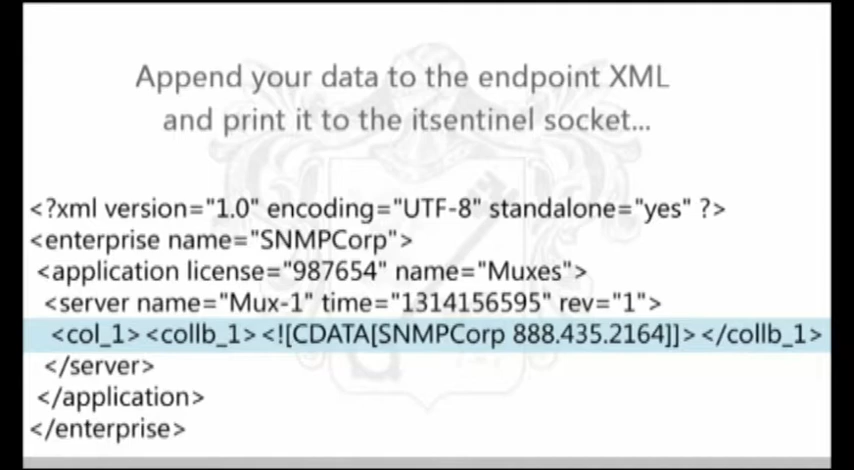 Append your data to the endpoint XML
and print it to the itsentinel socket...
<?xml version="1.0" encoding="UTF-8" standalone="yes" ?>
<enterprise name="SNMPCorp">
<application license="987654" name="Muxes">
<server name="Mux-1" time="1314156595" rev="1">
<col_1><collb_1><![CDATA[SNMPCorp 888.435.2164]]></collb_1>
</server>
</application>
</enterprise>